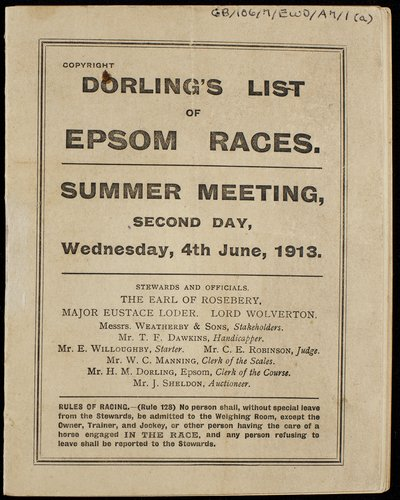 GB/106/7/EWD/A7/1(a)
COPYRIGHT
DORLING'S LIST
OF
EPSOM RACES.
SUMMER MEETING,
SECOND DAY,
Wednesday, 4th June, 1913.
STEWARDS AND OFFICIALS.
THE EARL OF ROSEBERY,
MAJOR EUSTACE LODER. LORD WOLVERTON.
Messrs. WEATHERBY & SONS, Stakeholders.
Mr. T. F. DAWKINS, Handicapper.
Mr. E. WILLOUGHBY, Starter. Mr. C. E. ROBINSON, Judge.
Mr. W. C. MANNING, Clerk of the Scales.
Mr. H. M. DORLING, Epsom, Clerk of the Course.
Mr. J. SHELDON, Auctioneer.
RULES OF RACING.—(Rule 128) No person shall, without special leave
from the Stewards, be admitted to the Weighing Room, except the
Owner, Trainer, and Jockey, or other person having the care of a
horse engaged IN THE RACE, and any person refusing to
leave shall be reported to the Stewards.